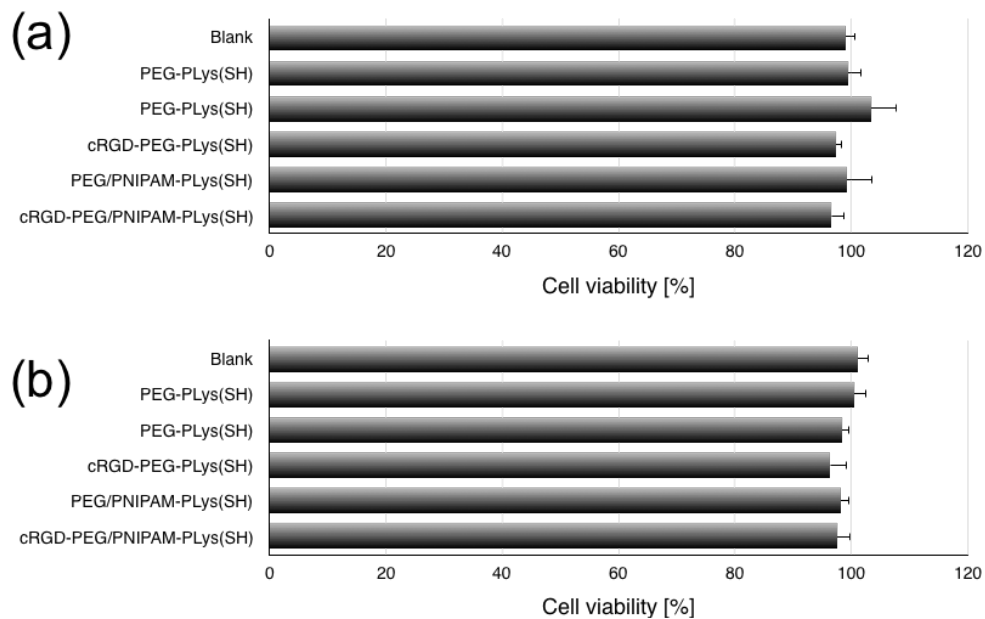 (a)
Blank
PEG-PLys(SH)
PEG-PLys(SH)
cRGD-PEG-PLys(SH)
PEG/PNIPAM-PLys(SH)
cRGD-PEG/PNIPAM-PLys(SH)
0 20 40 60 80 100 120
Cell viability [%]
(b)
Blank
PEG-PLys(SH)
PEG-PLys(SH)
cRGD-PEG-PLys(SH)
PEG/PNIPAM-PLys(SH)
cRGD-PEG/PNIPAM-PLys(SH)
0 20 40 60 80 100 120
Cell viability [%]